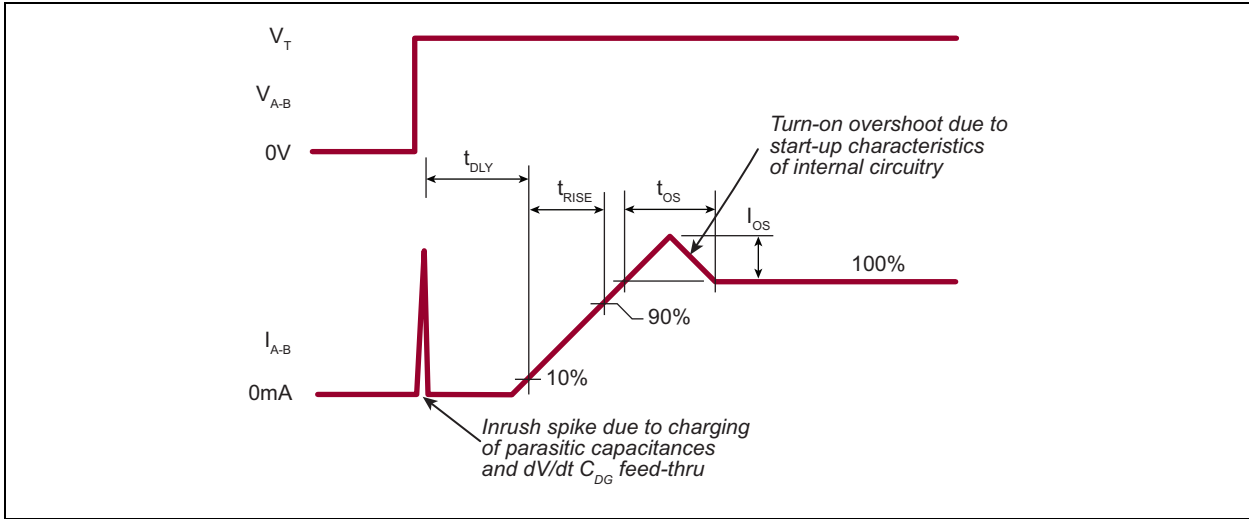 V_T
V_A-B
0V
t_DLY
t_RISE
t_OS
Turn-on overshoot due to
start-up characteristics
of internal circuitry
I_OS
100%
90%
I_A-B
10%
0mA
Inrush spike due to charging
of parasitic capacitances
and dV/dt C_DG feed-thru